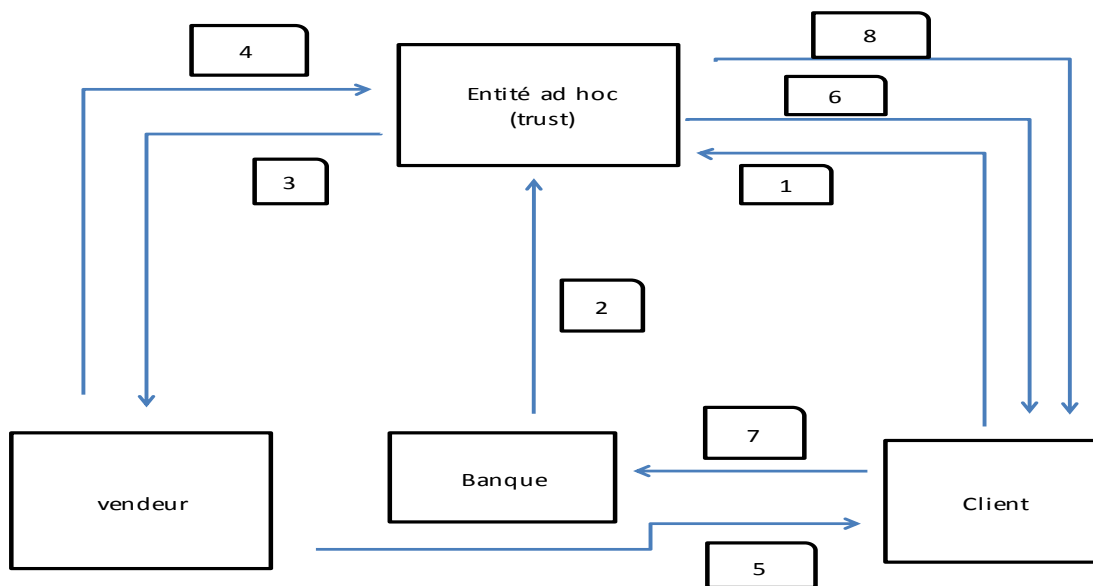 4
8
Entité ad hoc
(trust)
6
3
1
2
7
vendeur
Banque
Client
5